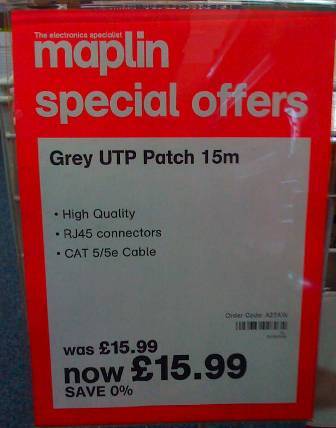 The electronics specialist
maplin
special offers
Grey UTP Patch 15m
• High Quality
• RJ45 connectors
• CAT 5/5e Cable
Order Code:
was £15.99
now £15.99
SAVE 0%